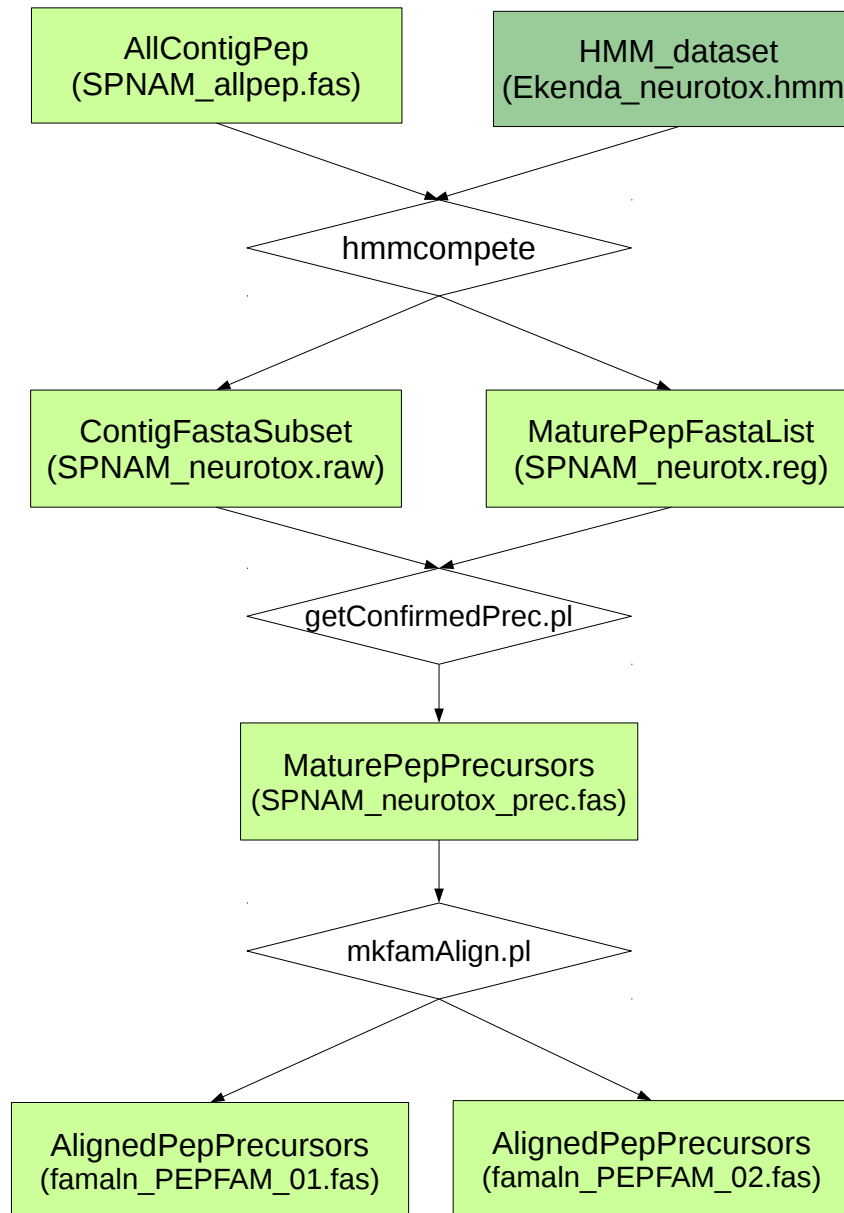 AllContigPep
(SPNAM_allpep.fas)
HMM_dataset
(Ekenda_neurotox.hmm
hmmcompete
ContigFastaSubset
(SPNAM_neurotox.raw)
MaturePepFastaList
(SPNAM_neurotx.reg)
getConfirmedPrec.pl
MaturePepPrecursors
(SPNAM_neurotox_prec.fas)
mkfamAlign.pl
AlignedPepPrecursors
(famaln_PEPFAM_01.fas)
AlignedPepPrecursors
(famaln_PEPFAM_02.fas)